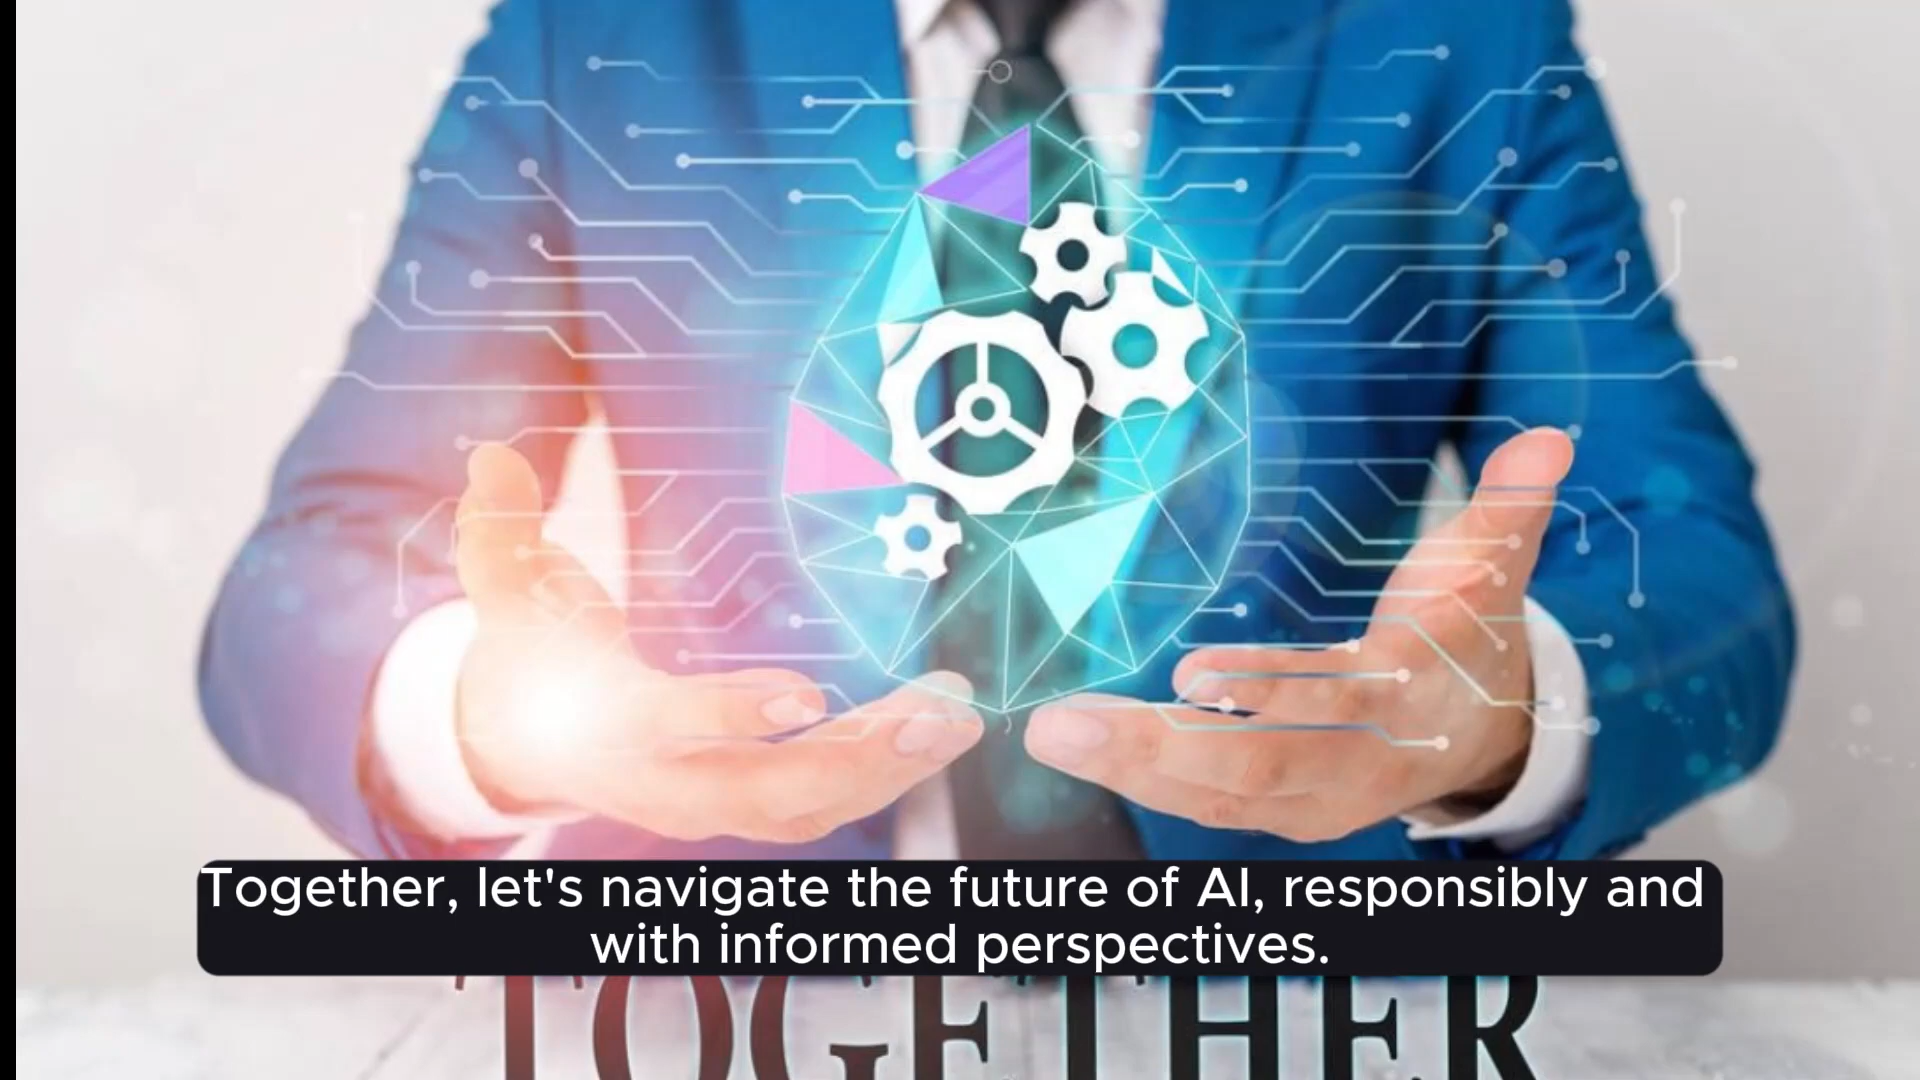 Together, let's navigate the future of AI, responsibly and
with informed perspectives.
TOGETHER